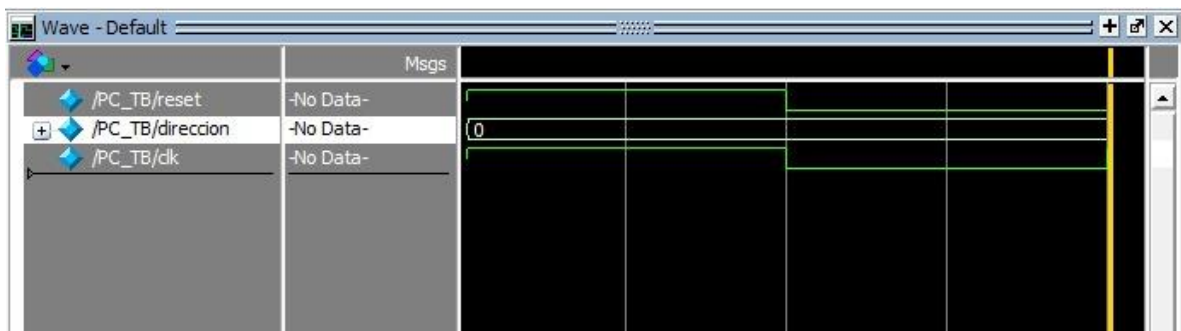 Wave - Default
Msgs
/PC_TB/reset -No Data-
/PC_TB/direccion -No Data- 0
/PC_TB/clk -No Data-